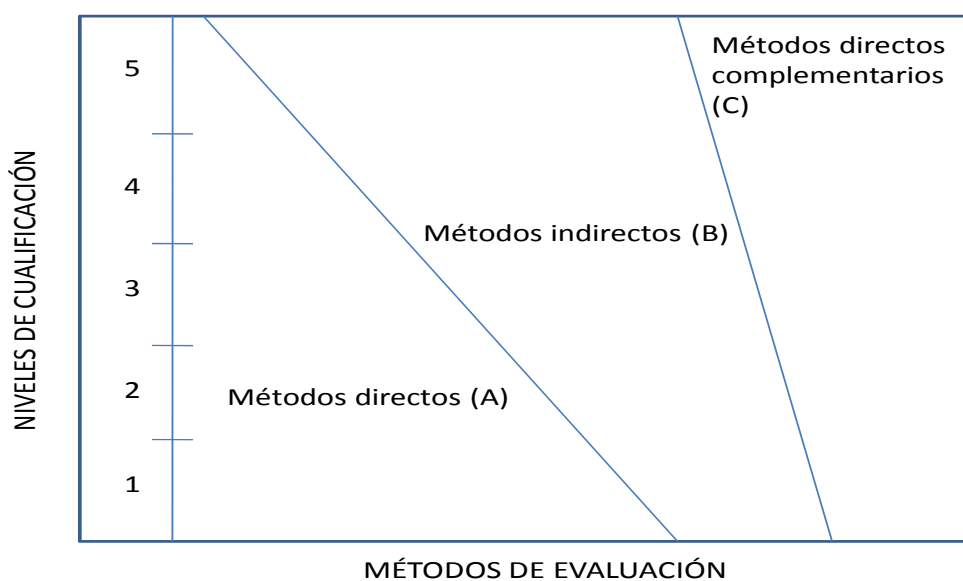 NIVELES DE CUALIFICACIÓN
5
4
3
2
1
Métodos directos
complementarios
(C)
Métodos indirectos (B)
Métodos directos (A)
MÉTODOS DE EVALUACIÓN